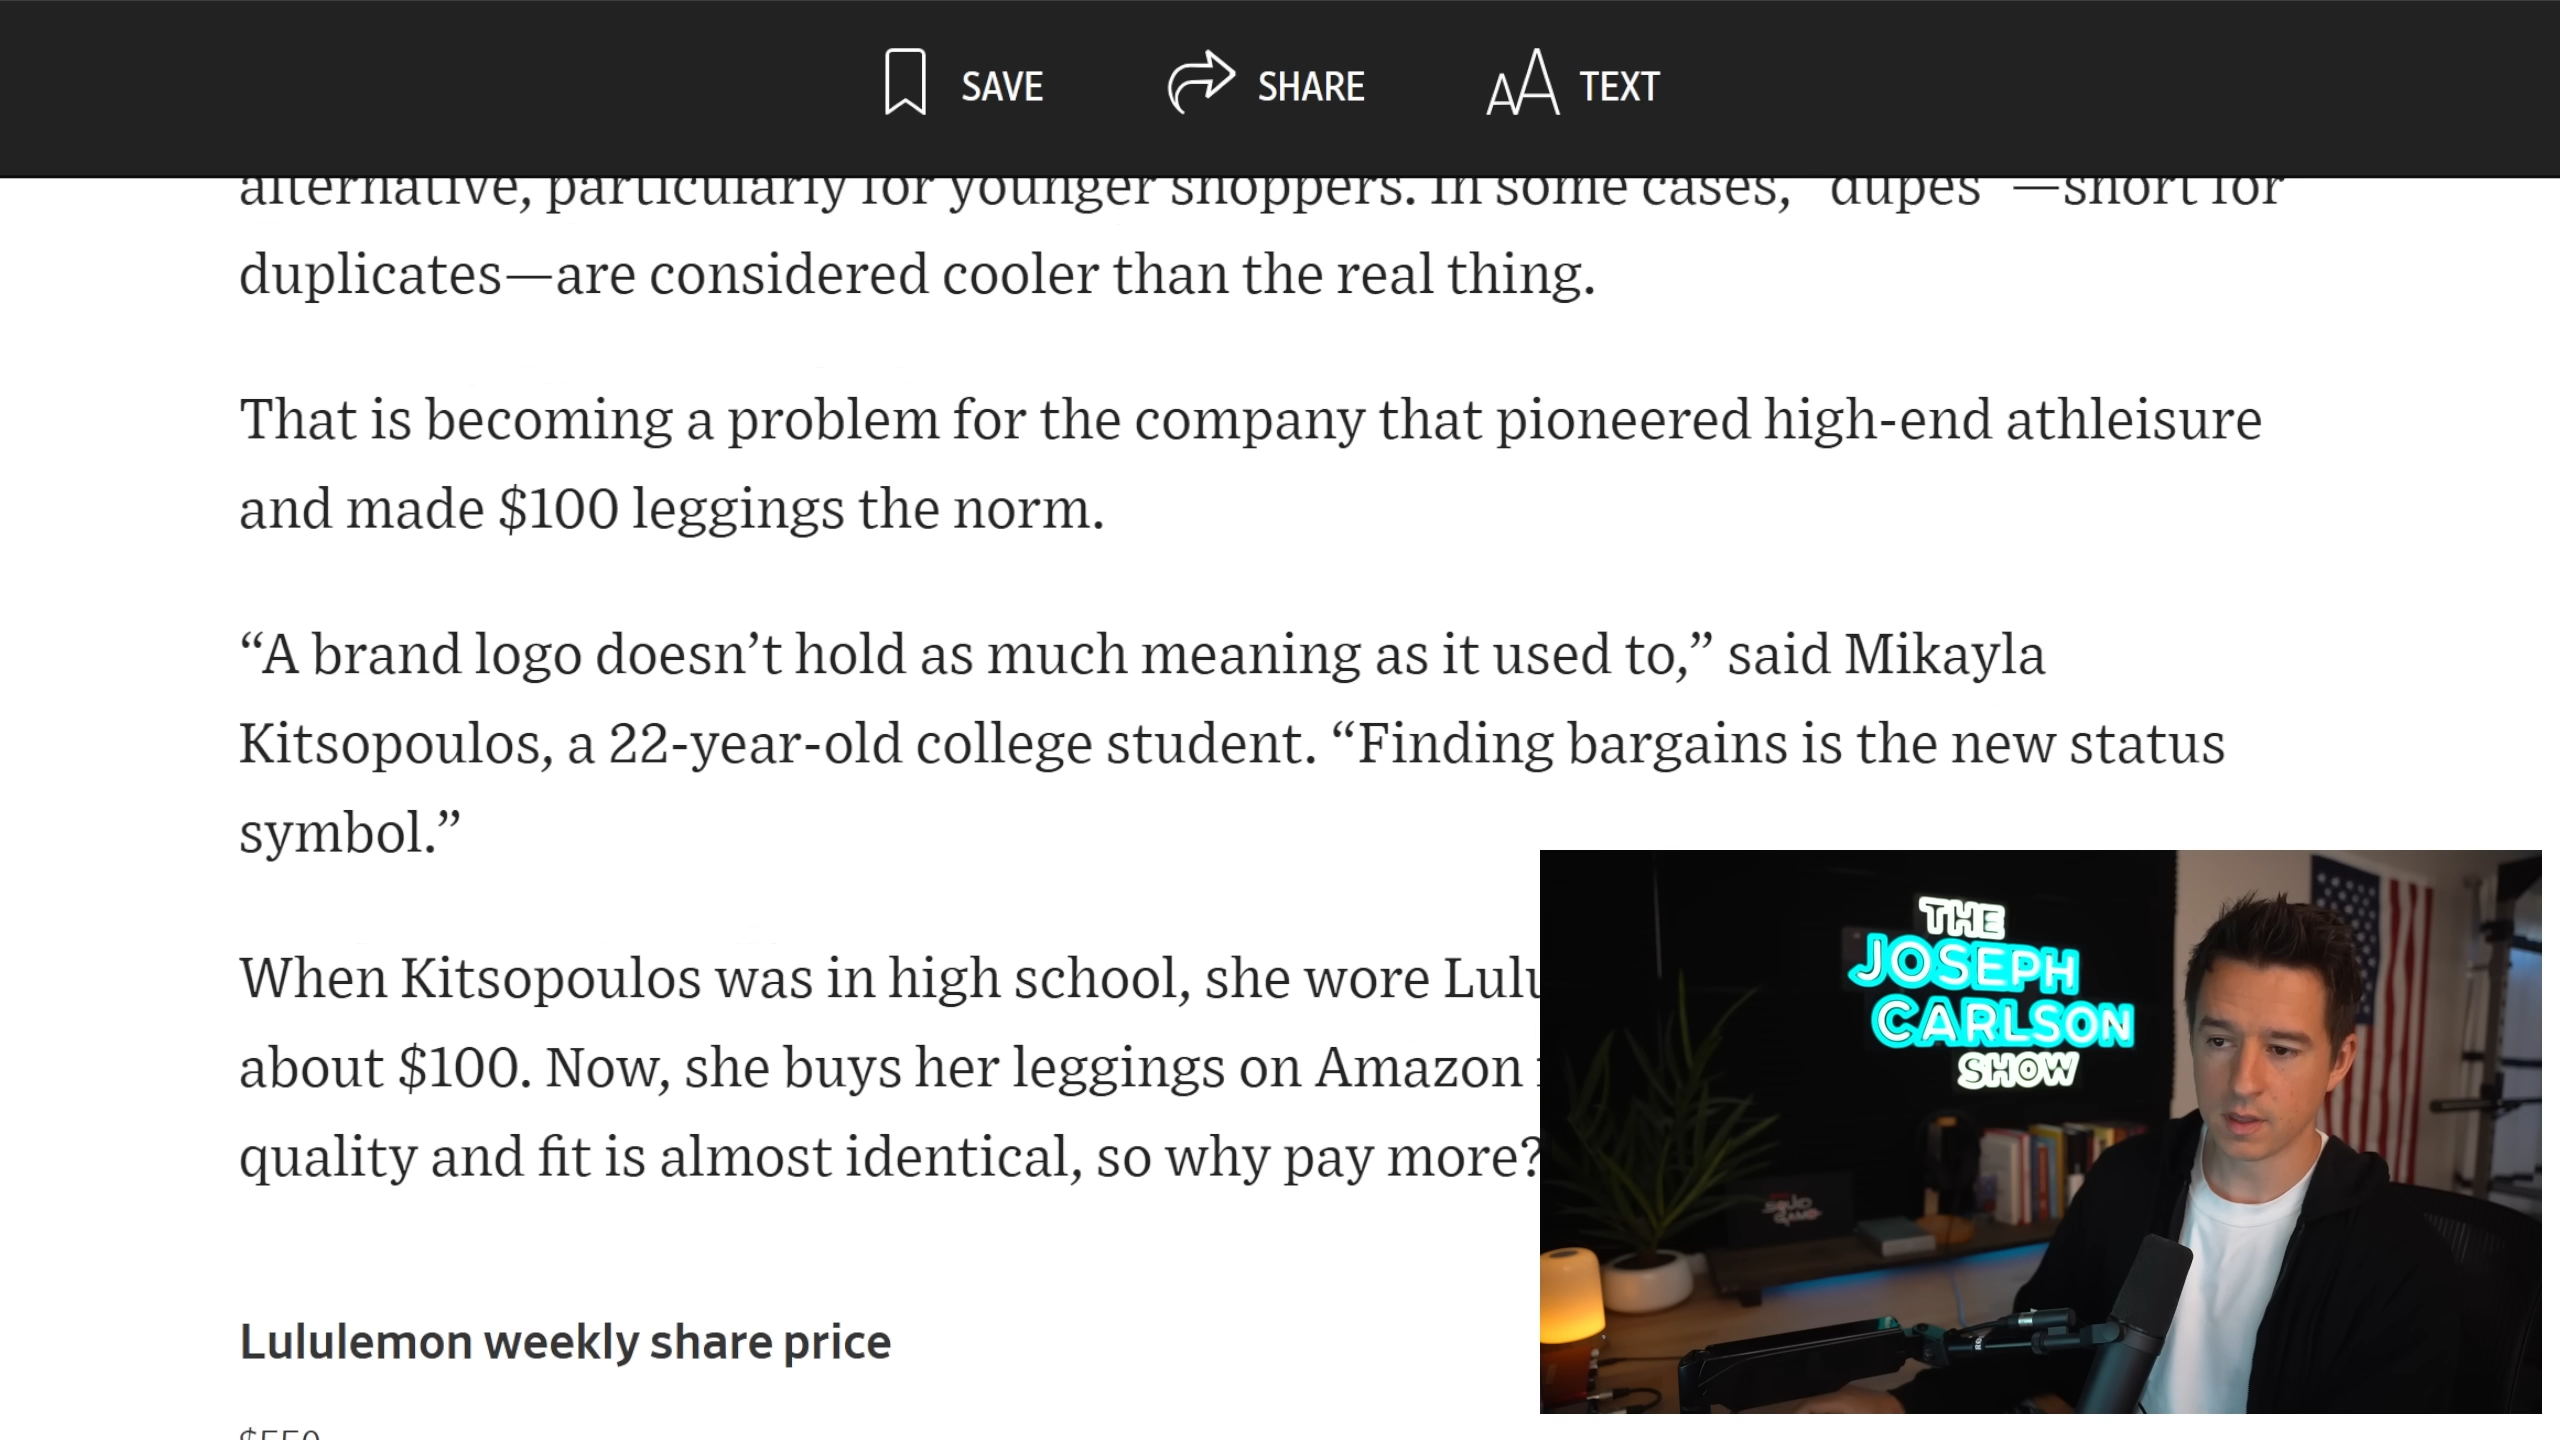 SAVE SHARE TEXT
alternative, particularly for younger shoppers. In some cases, “dupes”—short for
duplicates—are considered cooler than the real thing.
That is becoming a problem for the company that pioneered high-end athleisure
and made $100 leggings the norm.
“A brand logo doesn’t hold as much meaning as it used to,” said Mikayla
Kitsopoulos, a 22-year-old college student. “Finding bargains is the new status
symbol.”
When Kitsopoulos was in high school, she wore Lulu
about $100. Now, she buys her leggings on Amazon
quality and fit is almost identical, so why pay more?
Lululemon weekly share price
$550
THE
JOSEPH
CARLSON
SHOW